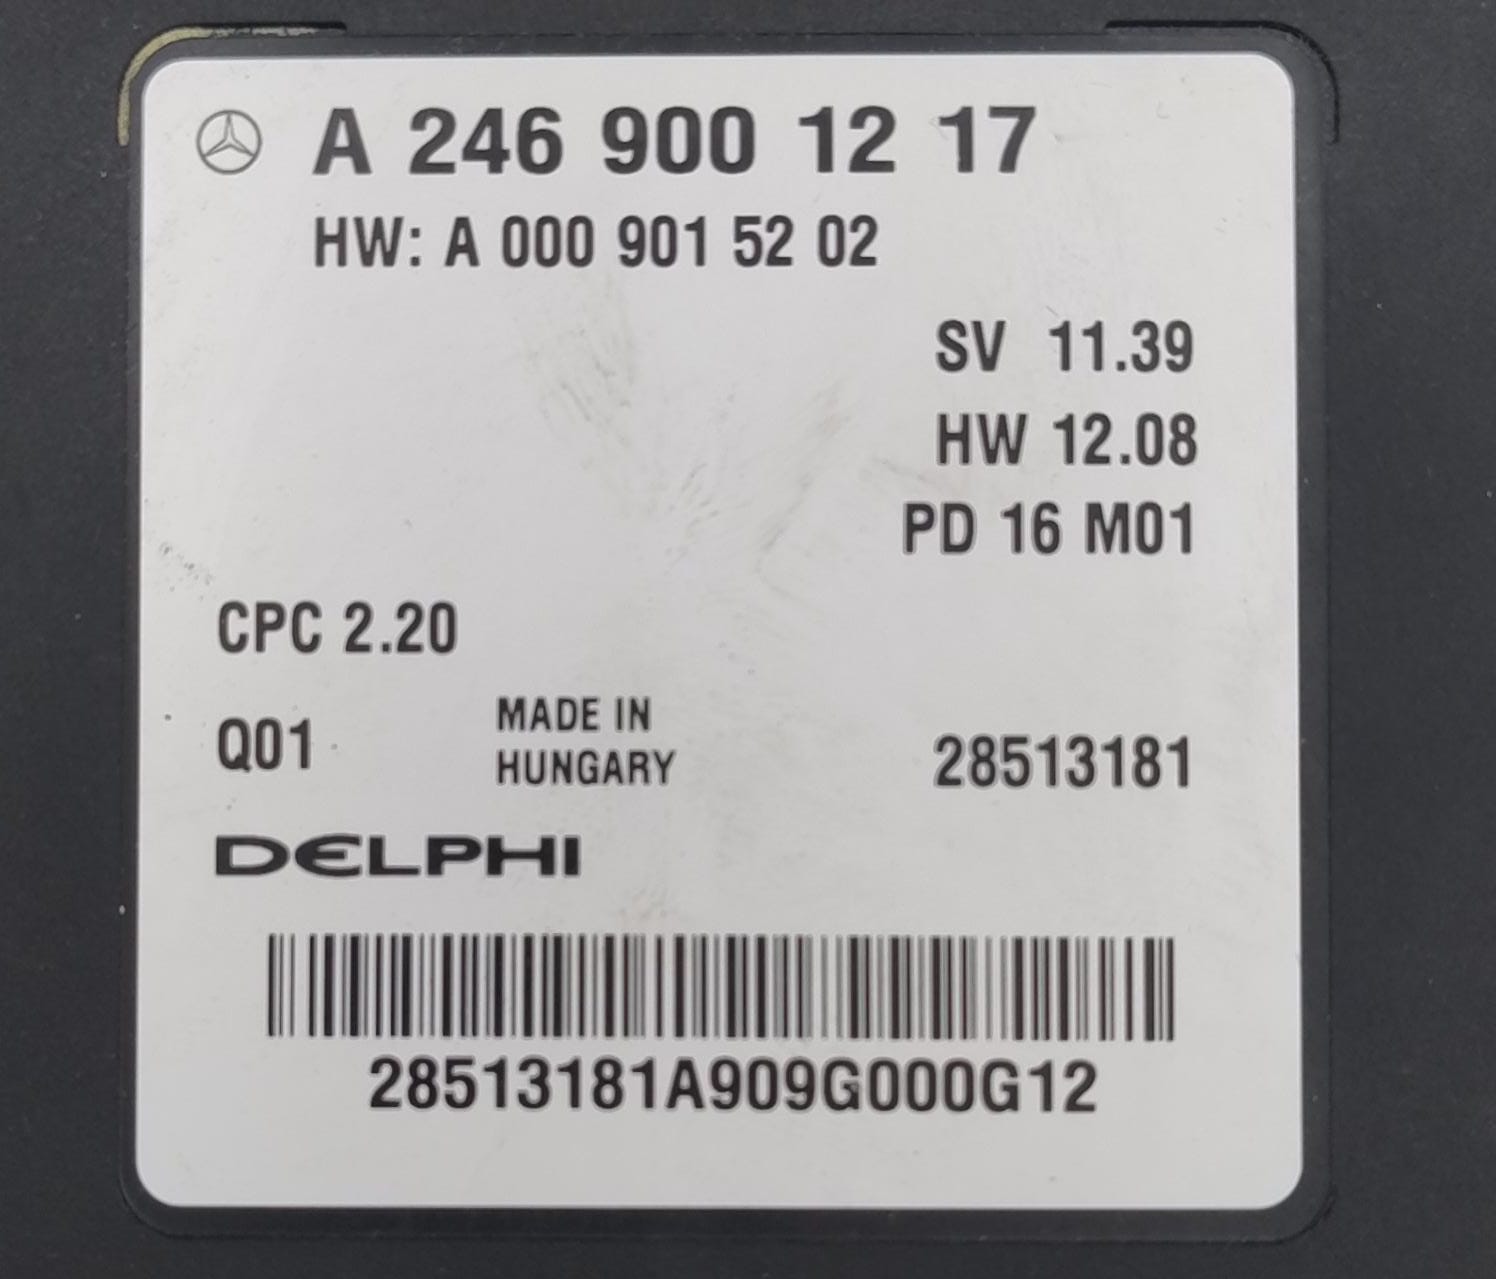 A 246 900 12 17
HW: A 000 901 52 02
SV 11.39
HW 12.08
PD 16 M01
CPC 2.20
Q01
MADE IN
HUNGARY
28513181
DELPHI
28513181A909G000G12